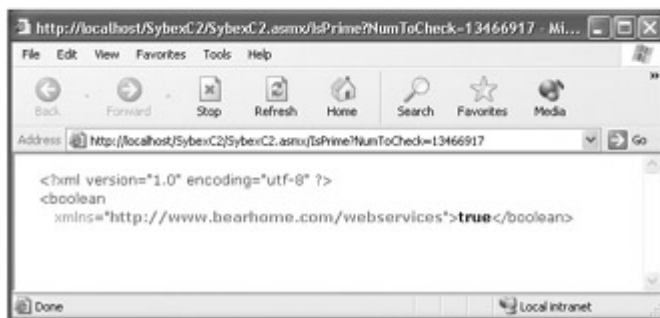 http://localhost/SybexC2/SybexC2.asmx/IsPrime?NumToCheck=13466917 - Mi...
File Edit View Favorites Tools Help
Back Forward Stop Refresh Home Search Favorites Media
Address http://localhost/SybexC2/SybexC2.asmx/IsPrime?NumToCheck=13466917 Go
<?xml version="1.0" encoding="utf-8" ?>
<boolean
xmlns="http://www.bearhome.com/webservices">true</boolean>
Done Local intranet